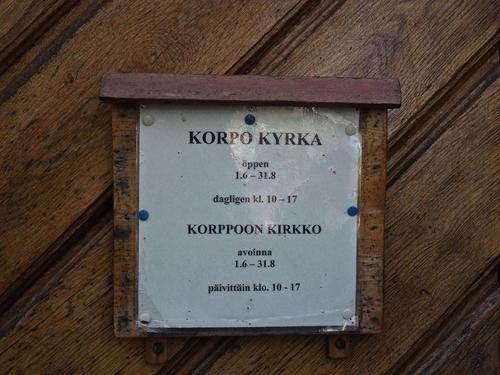 KORPO KYRKA
öppen
1.6 – 31.8
dagligen kl. 10 – 17
KORPPOON KIRKKO
avoinna
1.6 – 31.8
päivittäin klo. 10 - 17